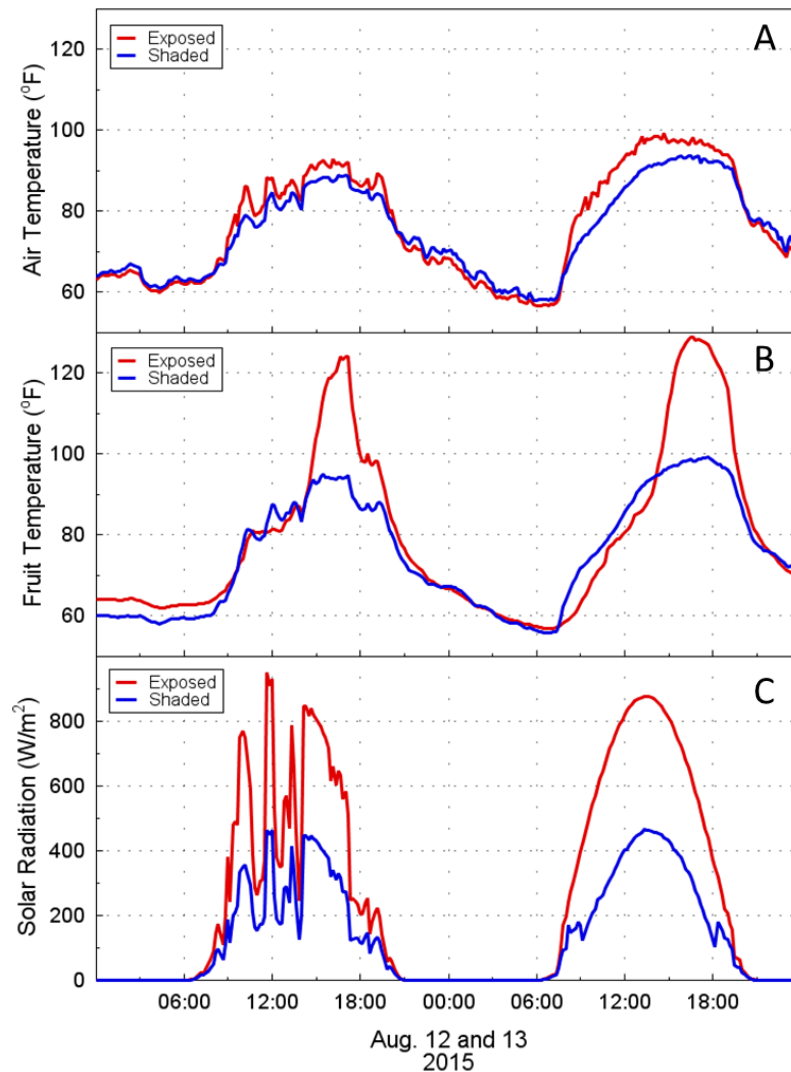 A
Exposed
Shaded
Air Temperature (⁰F)
120
100
80
60
B
Exposed
Shaded
Fruit Temperature (⁰F)
120
100
80
60
C
Exposed
Shaded
Solar Radiation (W/m²)
800
600
400
200
0
06:00 12:00 18:00 00:00 06:00 12:00 18:00
Aug. 12 and 13
2015